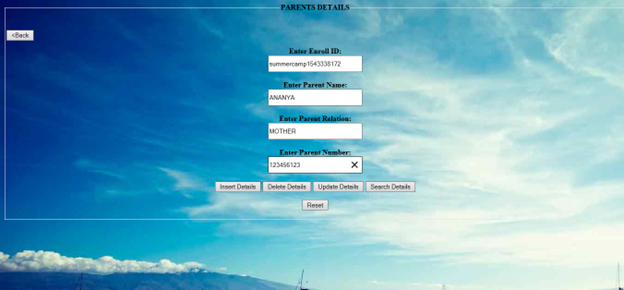 PARENTS DETAILS
<Back
Enter Enroll ID:
summercamp1543338172
Enter Parent Name:
ANANYA
Enter Parent Relation:
MOTHER
Enter Parent Number:
123456123
Insert Details Delete Details Update Details Search Details
Reset